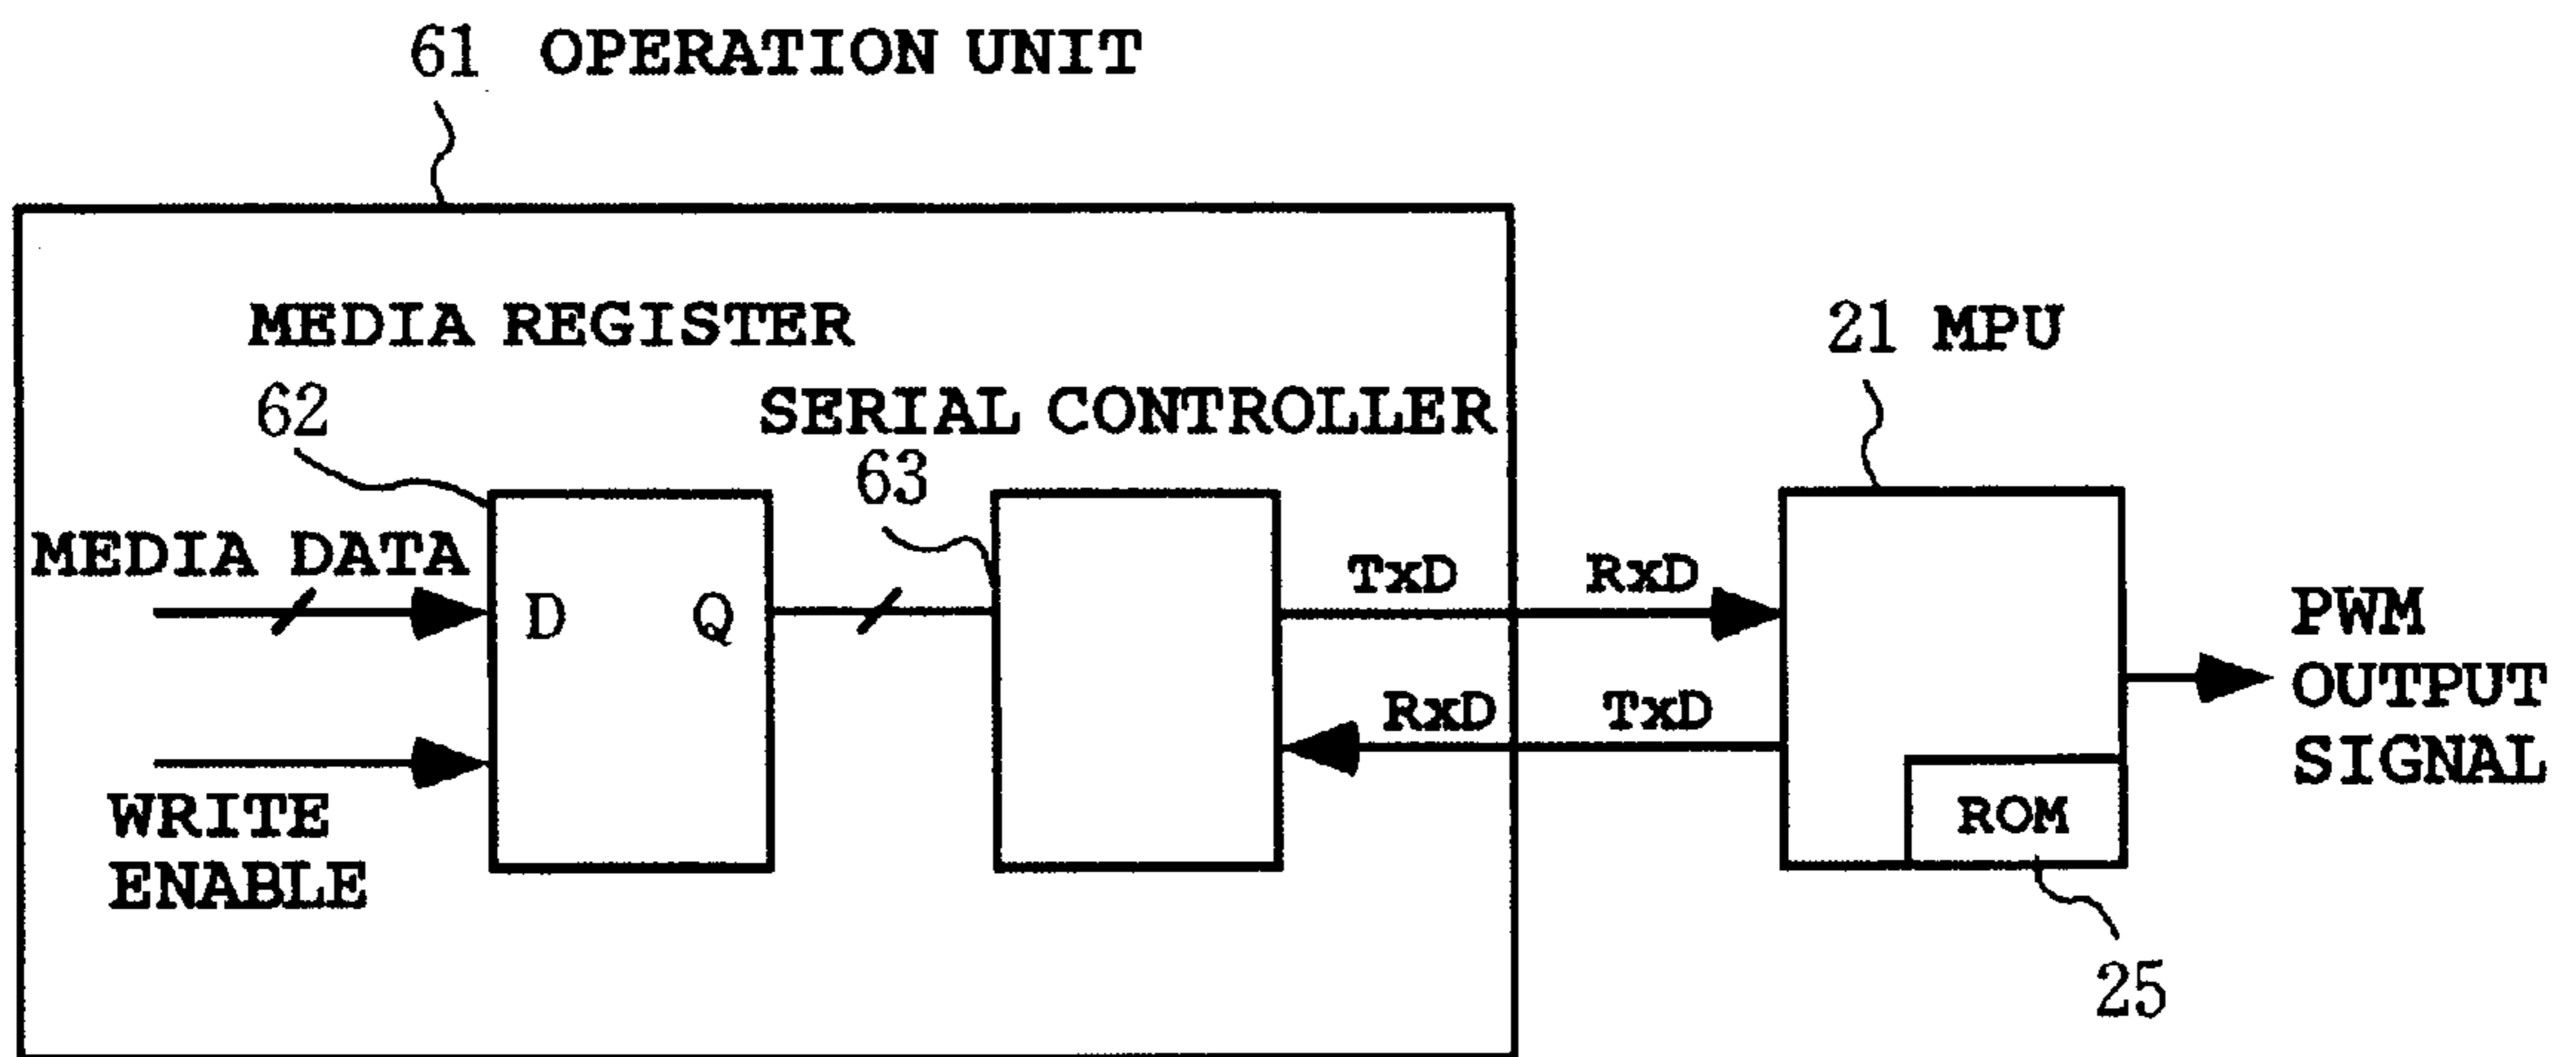 61 OPERATION UNIT
MEDIA REGISTER
62
SERIAL CONTROLLER
63
21 MPU
MEDIA DATA
D Q
TxD RxD
RxD TxD
WRITE
ENABLE
ROM
25
PWM
OUTPUT
SIGNAL